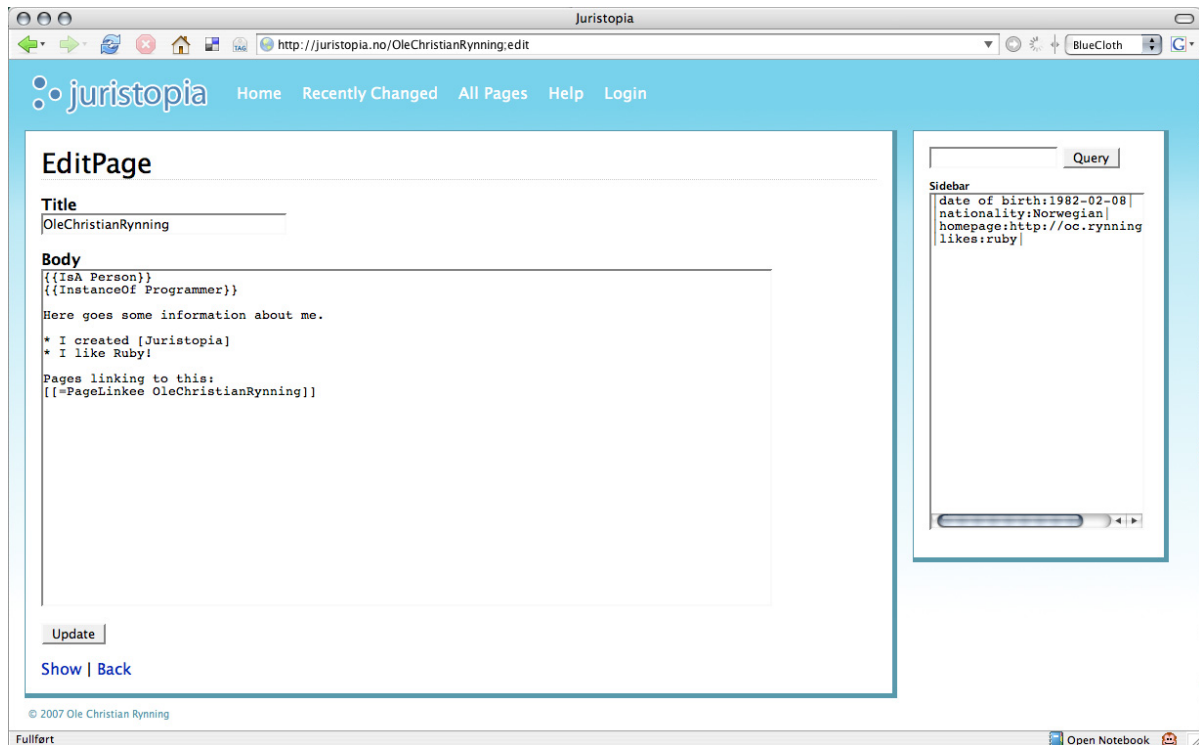 Juristopia
TAG
http://juristopia.no/OleChristianRynning;edit
BlueCloth
G
juristopia Home Recently Changed All Pages Help Login
EditPage
Title
OleChristianRynning
Body
{{IsA Person}}
{{InstanceOf Programmer}}
Here goes some information about me.
* I created [Juristopia]
* I like Ruby!
Pages linking to this:
[[=PageLinkee OleChristianRynning]]
Update
Show | Back
Query
Sidebar
|date of birth:1982-02-08|
|nationality:Norwegian|
|homepage:http://oc.rynning
|likes:ruby|
© 2007 Ole Christian Rynning
Fullført
Open Notebook